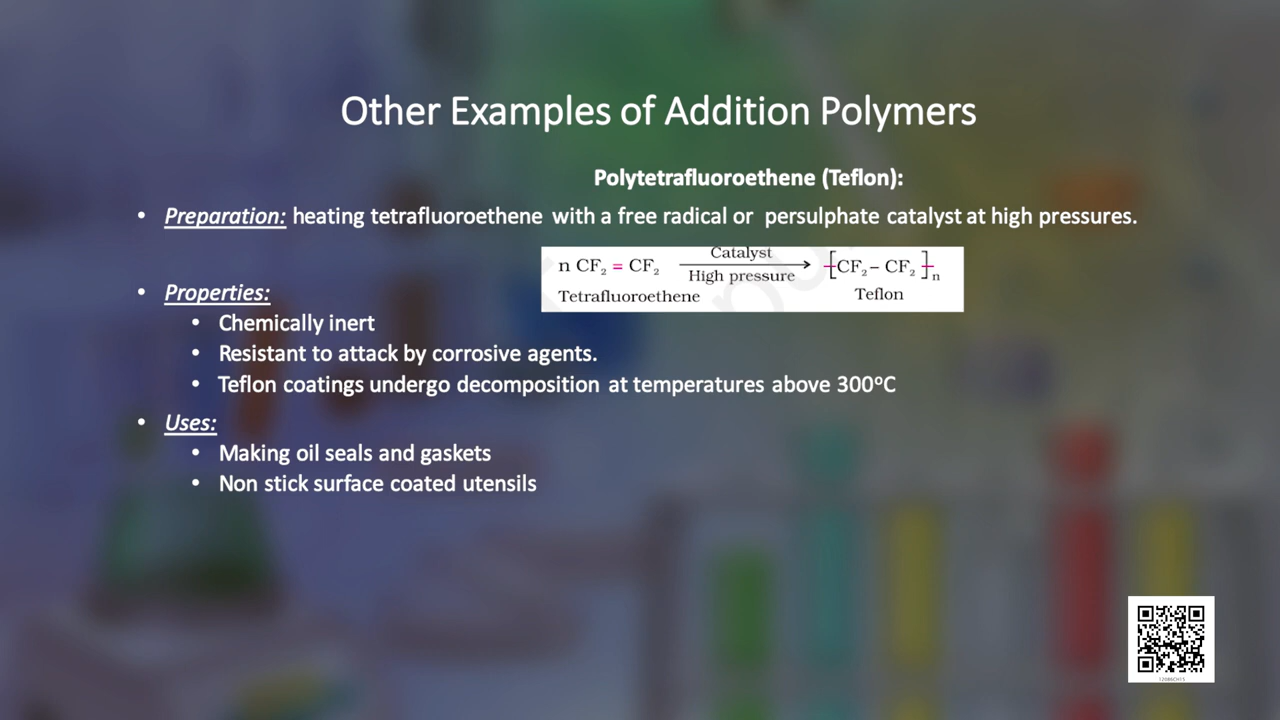 Other Examples of Addition Polymers
Polytetrafluoroethene (Teflon):
• Preparation: heating tetrafluoroethene with a free radical or persulphate catalyst at high pressures.
n CF₂ = CF₂ Catalyst High pressure → [CF₂ – CF₂]ₙ
Tetrafluoroethene Teflon
• Properties:
• Chemically inert
• Resistant to attack by corrosive agents.
• Teflon coatings undergo decomposition at temperatures above 300°C
• Uses:
• Making oil seals and gaskets
• Non stick surface coated utensils